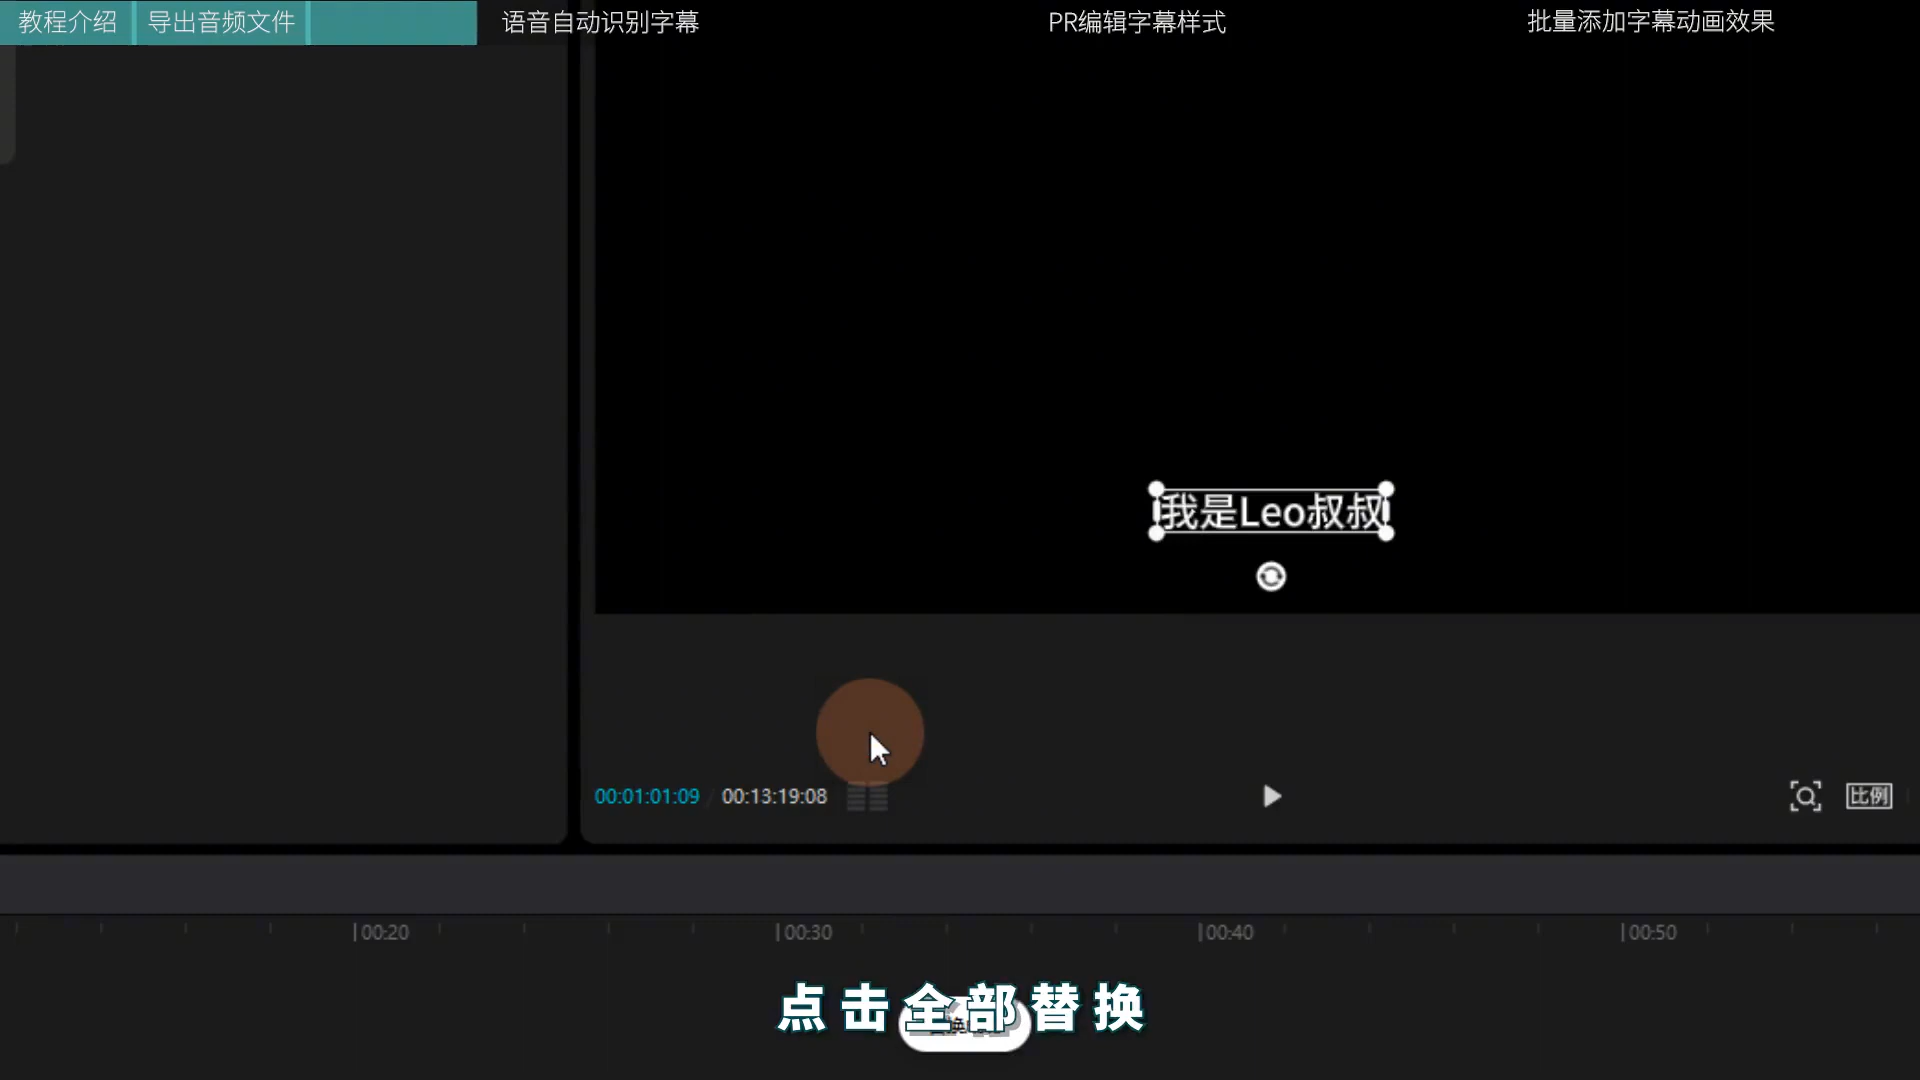 教程介绍 导出音频文件 语音自动识别字幕 PR编辑字幕样式 批量添加字幕动画效果
我是Leo叔叔
00:01:01:09 / 00:13:19:08 比例
00:20 00:30 00:40 00:50
点击全部替换